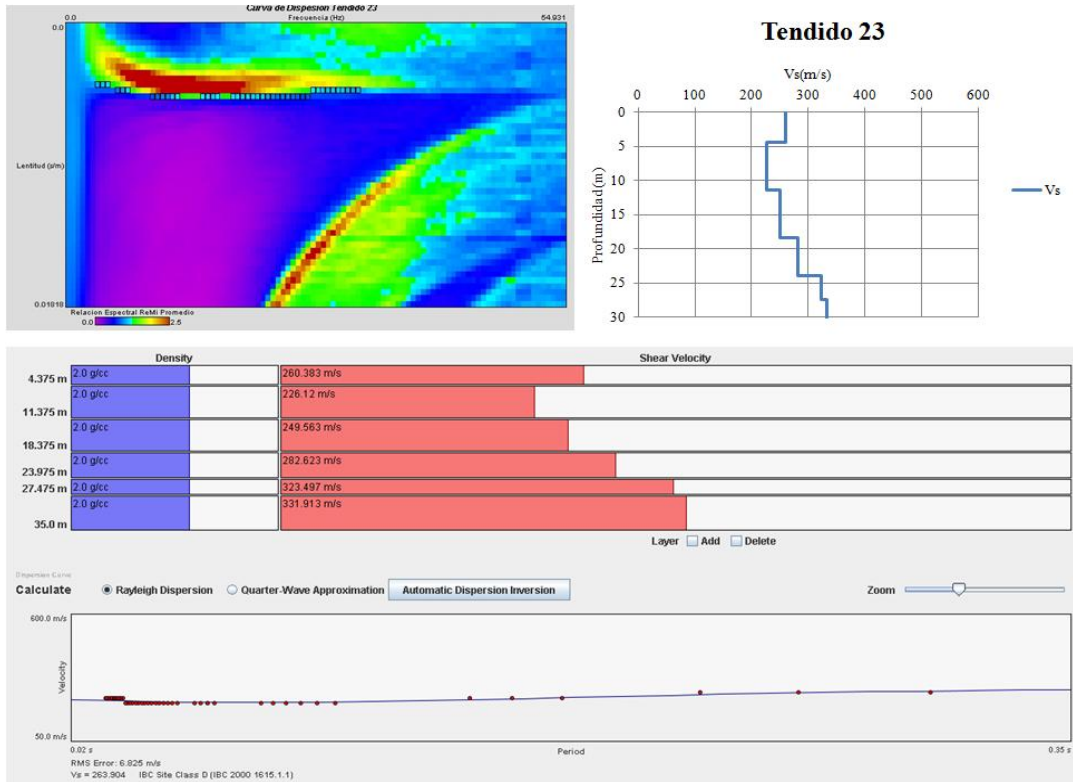 Curva de Dispesión Tendido 23
0.0 Frecuencia (Hz) 54.931
0.0
Lentitud (s/m)
0.01818
Relacion Espectral ReMi Promedio
0.0 2.5
Tendido 23
Vs(m/s)
0 100 200 300 400 500 600
Profundidad(m)
0
5
10
15
20
25
30
Vs
Density Shear Velocity
4.375 m 2.0 g/cc 260.383 m/s
11.375 m 2.0 g/cc 226.12 m/s
18.375 m 2.0 g/cc 249.563 m/s
23.975 m 2.0 g/cc 282.623 m/s
27.475 m 2.0 g/cc 323.497 m/s
35.0 m 2.0 g/cc 331.913 m/s
Layer Add Delete
Dispersion Curve
Calculate Rayleigh Dispersion Quarter-Wave Approximation Automatic Dispersion Inversion Zoom
600.0 m/s
Velocity
50.0 m/s
0.02 s Period 0.35 s
RMS Error: 6.825 m/s
Vs = 263.904 IBC Site Class D (IBC 2000 1615.1.1)